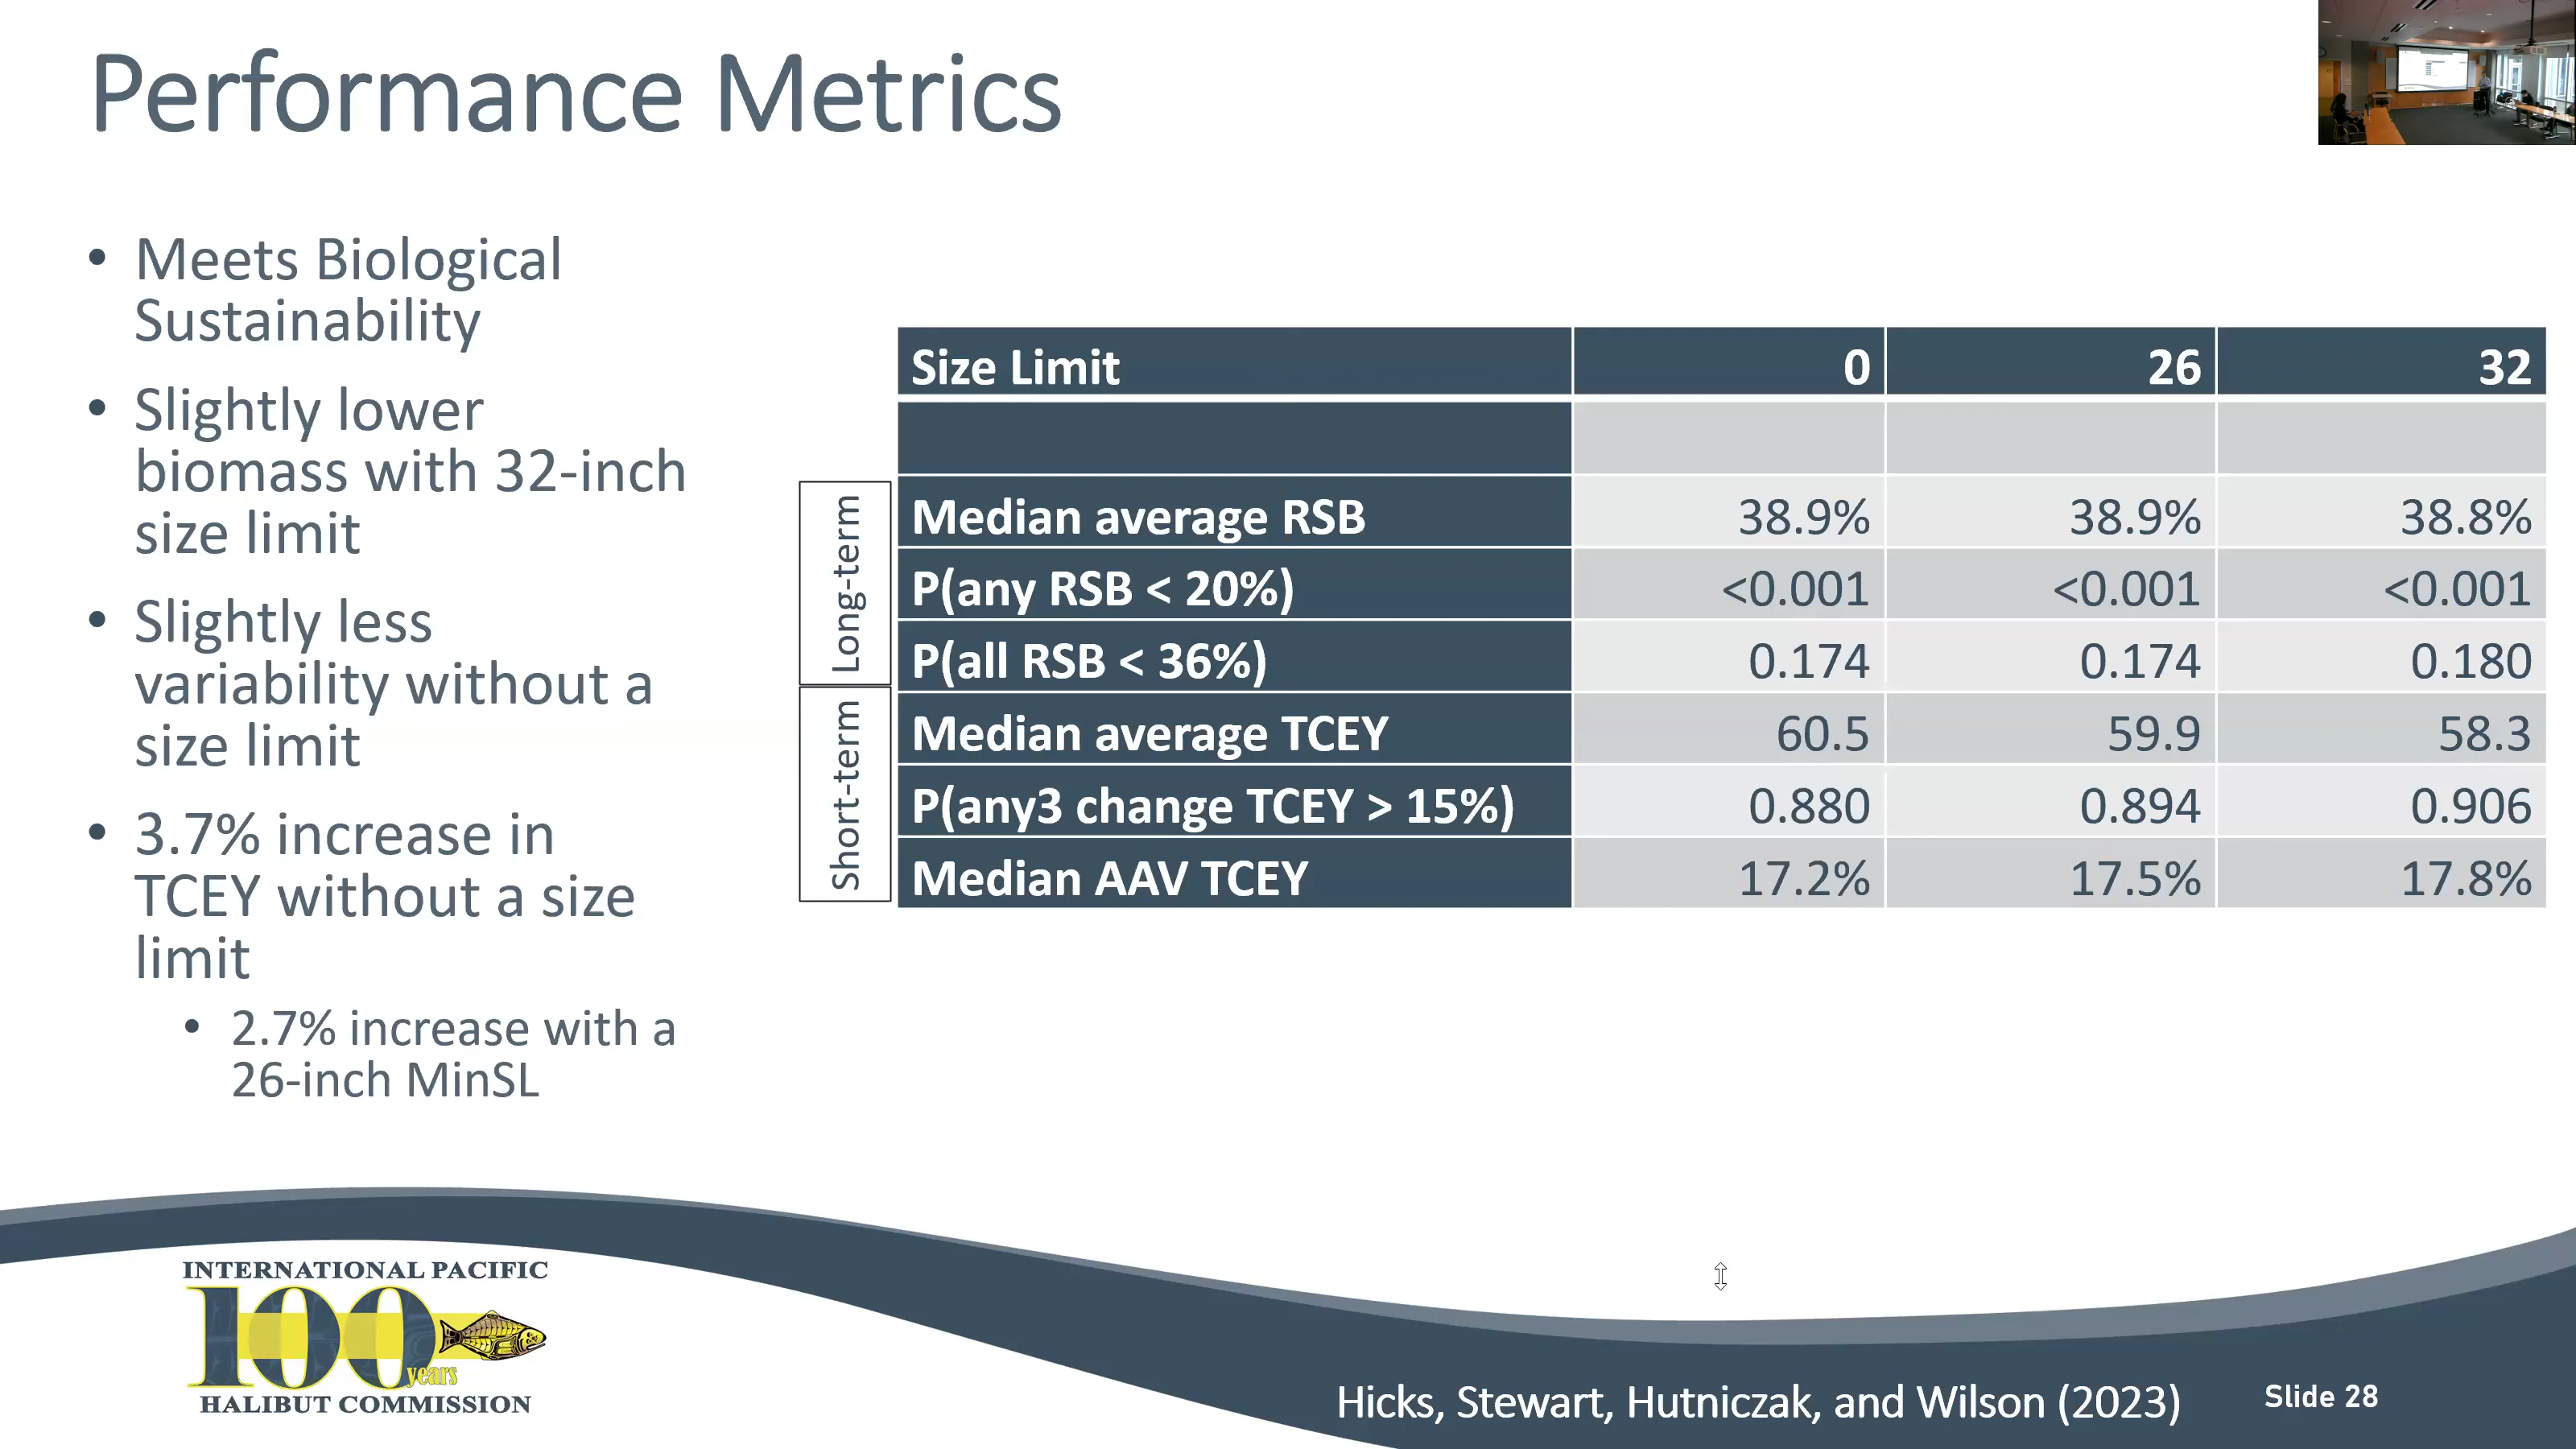 Performance Metrics
• Meets Biological
Sustainability
• Slightly lower
biomass with 32-inch
size limit
• Slightly less
variability without a
size limit
• 3.7% increase in
TCEY without a size
limit
• 2.7% increase with a
26-inch MinSL
Size Limit 0 26 32
Long-term
Median average RSB 38.9% 38.9% 38.8%
P(any RSB < 20%) <0.001 <0.001 <0.001
P(all RSB < 36%) 0.174 0.174 0.180
Short-term
Median average TCEY 60.5 59.9 58.3
P(any3 change TCEY > 15%) 0.880 0.894 0.906
Median AAV TCEY 17.2% 17.5% 17.8%
INTERNATIONAL PACIFIC
100
years
HALIBUT COMMISSION
Hicks, Stewart, Hutniczak, and Wilson (2023)
Slide 28